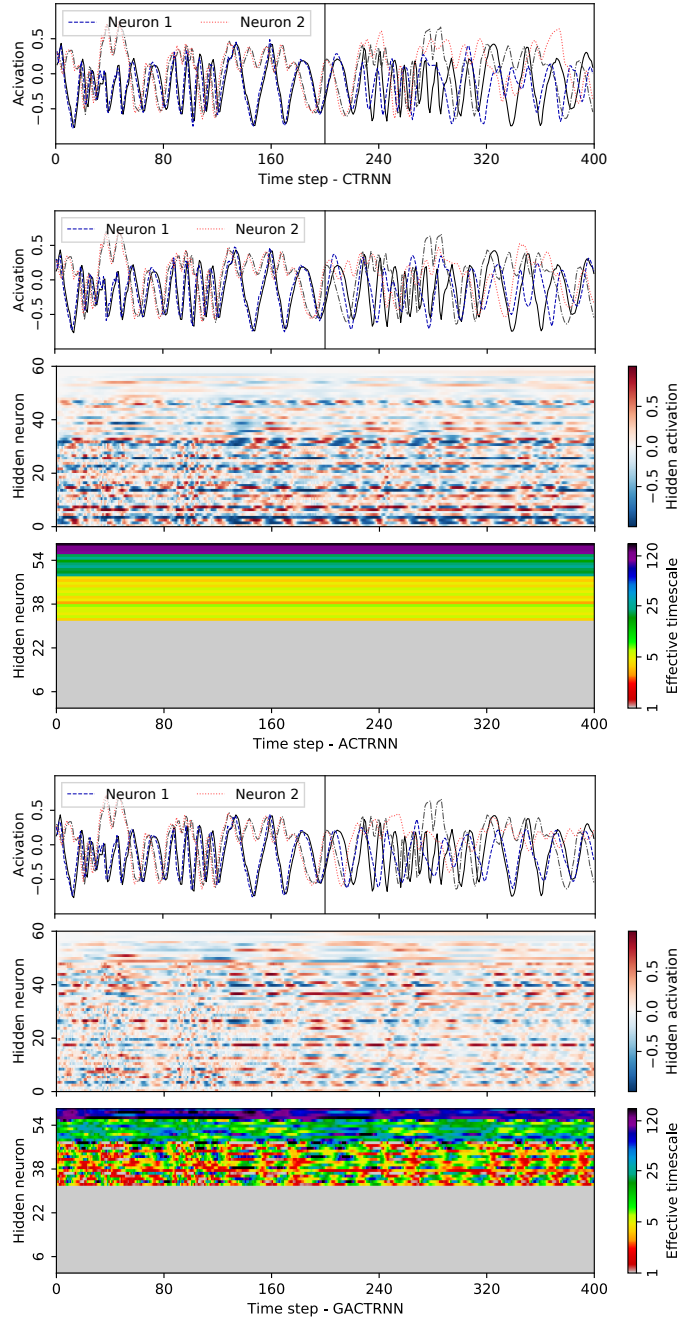 Neuron 1 Neuron 2
0.5
0.0
−0.5
Acivation
0 80 160 240 320 400
Time step - CTRNN
Neuron 1 Neuron 2
0.5
0.0
−0.5
Acivation
60
40
20
0
Hidden neuron
0.5
0.0
−0.5
Hidden activation
54
38
22
6
Hidden neuron
120
25
5
1
Effective timescale
0 80 160 240 320 400
Time step - ACTRNN
Neuron 1 Neuron 2
0.5
0.0
−0.5
Acivation
60
40
20
0
Hidden neuron
0.5
0.0
−0.5
Hidden activation
54
38
22
6
Hidden neuron
120
25
5
1
Effective timescale
0 80 160 240 320 400
Time step - GACTRNN